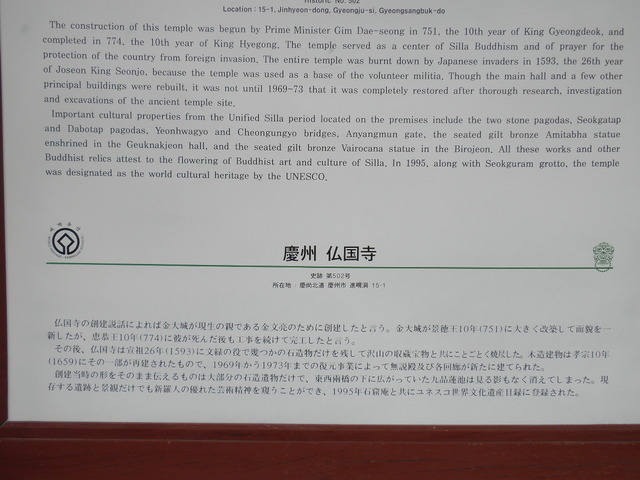 Historic No. 502
Location : 15-1, Jinhyeon-dong, Gyeongju-si, Gyeongsangbuk-do
The construction of this temple was begun by Prime Minister Gim Dae-seong in 751, the 10th year of King Gyeongdeok, and
completed in 774, the 10th year of King Hyegong. The temple served as a center of Silla Buddhism and of prayer for the
protection of the country from foreign invasion. The entire temple was burnt down by Japanese invaders in 1593, the 26th year
of Joseon King Seonjo, because the temple was used as a base of the volunteer militia. Though the main hall and a few other
principal buildings were rebuilt, it was not until 1969-73 that it was completely restored after thorough research, investigation
and excavations of the ancient temple site.
Important cultural properties from the Unified Silla period located on the premises include the two stone pagodas, Seokgatap
and Dabotap pagodas, Yeonhwagyo and Cheongungyo bridges, Anyangmun gate, the seated gilt bronze Amitabha statue
enshrined in the Geuknakjeon hall, and the seated gilt bronze Vairocana statue in the Birojeon. All these works and other
Buddhist relics attest to the flowering of Buddhist art and culture of Silla. In 1995, along with Seokguram grotto, the temple
was designated as the world cultural heritage by the UNESCO.
慶州 仏国寺
史跡 第502号
所在地 : 慶尚北道 慶州市 進峴洞 15-1
仏国寺の創建説話によれば金大城が現生の親である金文亮のために創建したと言う。金大城が景徳王10年(751)に大きく改築して面貌を一
新したが、恵恭王10年(774)に彼が死んだ後も工事を続けて完工したと言う。
その後、仏国寺は宣祖26年(1593)に文禄の役で幾つかの石造物だけを残して沢山の収蔵宝物と共にことごとく焼尽した。木造建物は孝宗10年
(1659)にその一部が再建されたもので、1969年から1973年までの復元事業によって無説殿及び各回廊が新たに建てられた。
創建当時の形をそのまま伝えるものは大部分の石造遺物だけで、東西両橋の下に広がっていた九品蓮池は見る影もなく消えてしまった。現
存する遺跡と景観だけでも新羅人の優れた芸術精神を窺うことができ、1995年石窟庵と共にユネスコ世界文化遺産目録に登録された。